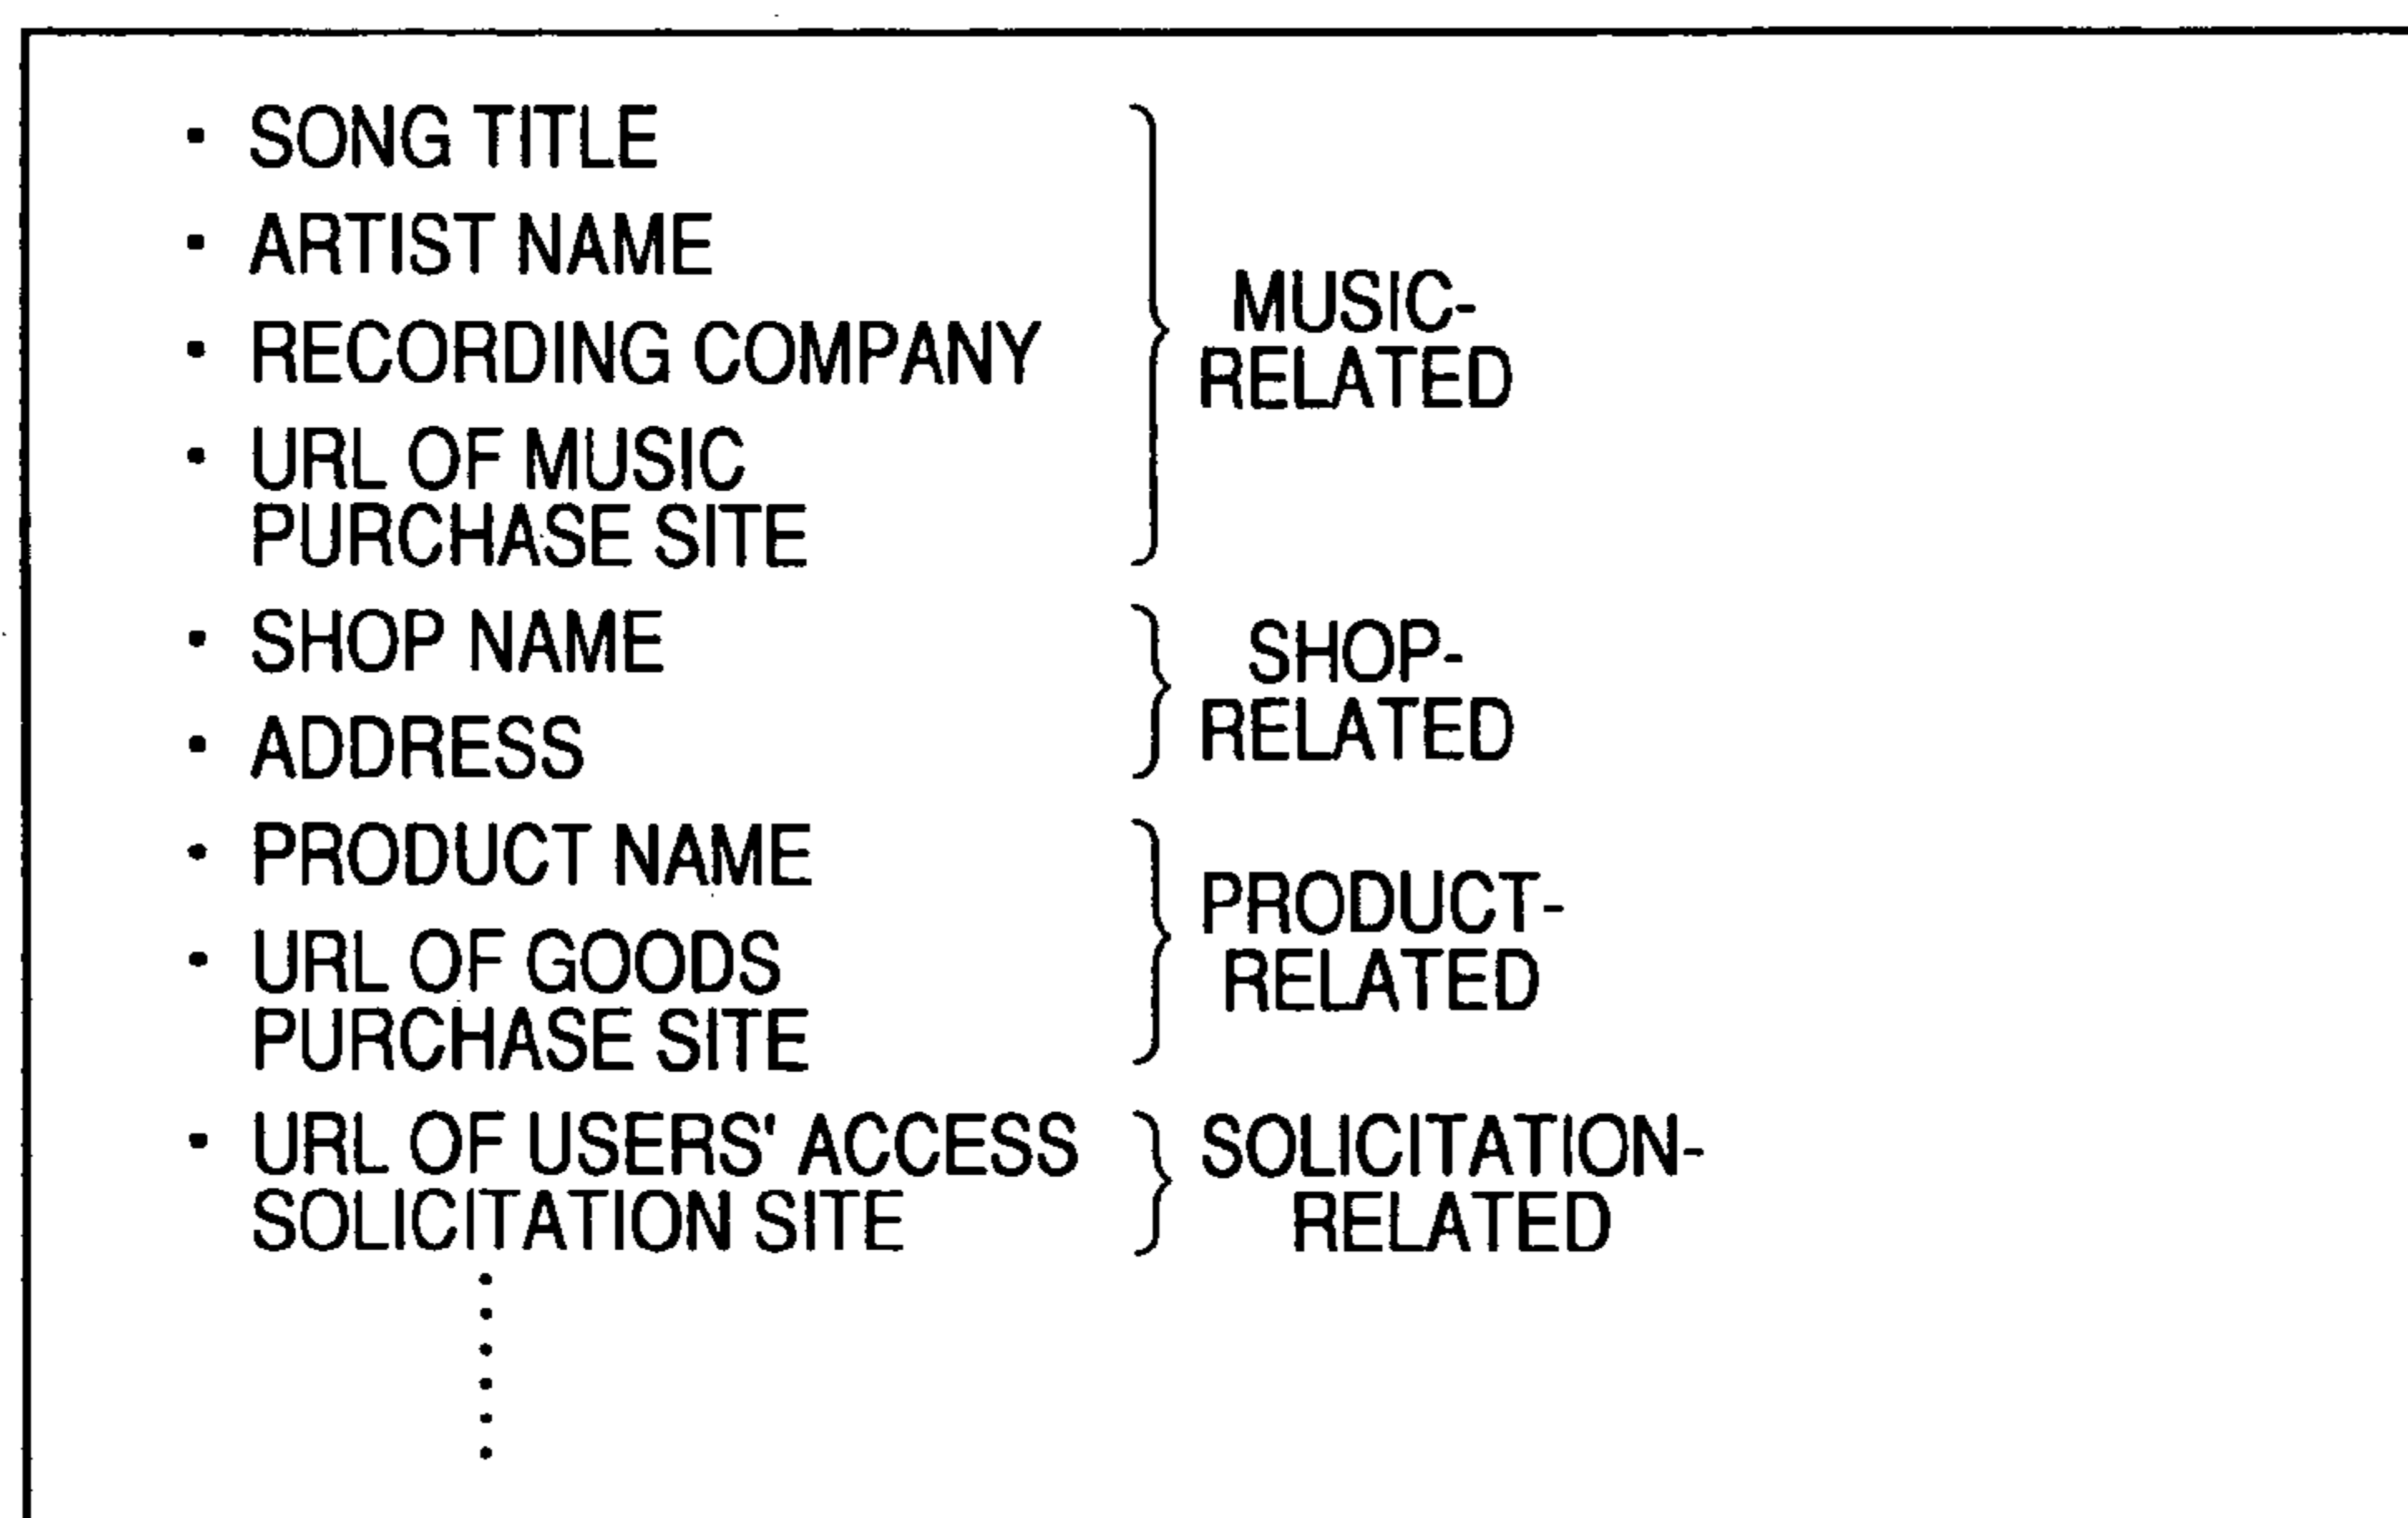 · SONG TITLE
· ARTIST NAME
· RECORDING COMPANY
· URL OF MUSIC
PURCHASE SITE
MUSIC-
RELATED
· SHOP NAME
· ADDRESS
SHOP-
RELATED
· PRODUCT NAME
· URL OF GOODS
PURCHASE SITE
PRODUCT-
RELATED
· URL OF USERS' ACCESS
SOLICITATION SITE
SOLICITATION-
RELATED